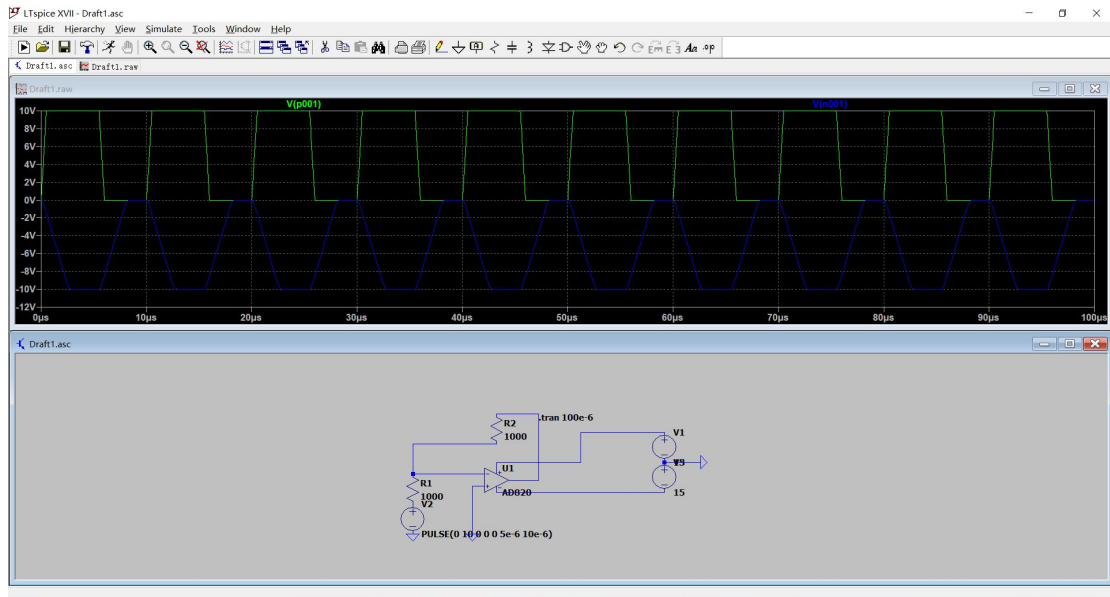 LTspice XVII - Draft1.asc
File Edit Hierarchy View Simulate Tools Window Help
Draft1.asc Draft1.raw
Draft1.raw
V(p001) V(n001)
10V
8V
6V
4V
2V
0V
-2V
-4V
-6V
-8V
-10V
-12V
0µs 10µs 20µs 30µs 40µs 50µs 60µs 70µs 80µs 90µs 100µs
Draft1.asc
.tran 100e-6
R2
1000
V1
U1
R1
1000
AD820
15
V2
PULSE(0 10 0 0 0 5e-6 10e-6)